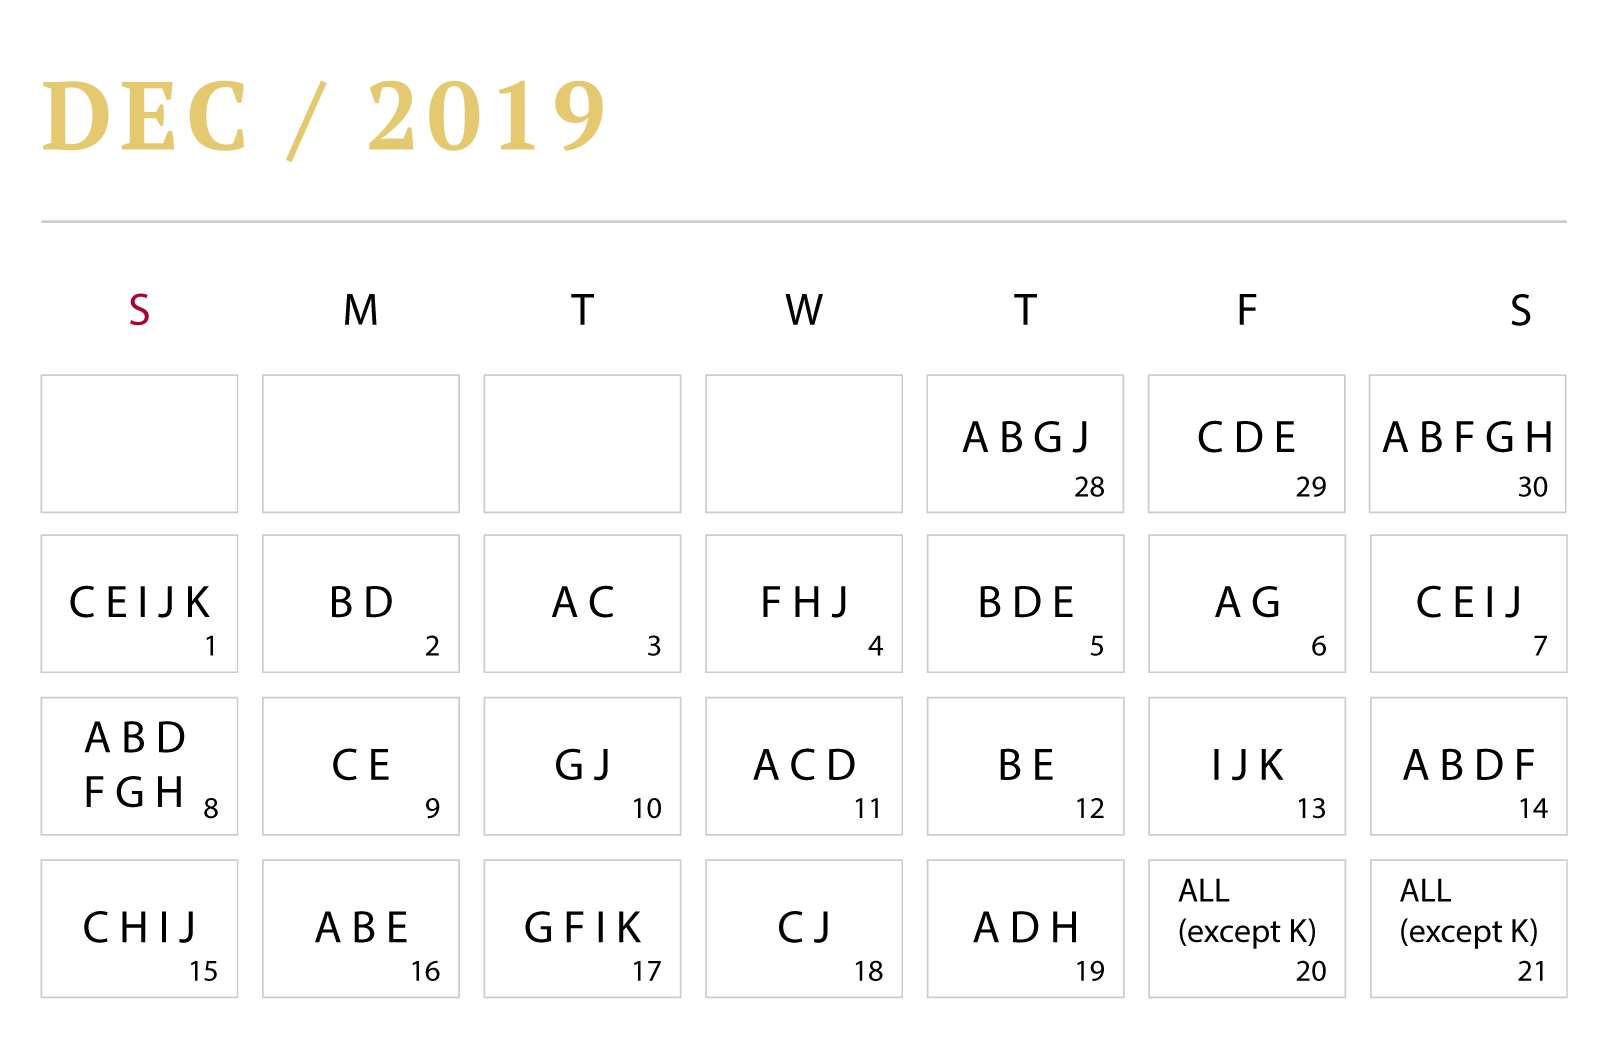 DEC / 2019
S M T W T F S
A B G J
28
C D E
29
A B F G H
30
C E I J K
1
B D
2
A C
3
F H J
4
B D E
5
A G
6
C E I J
7
A B D
F G H
8
C E
9
G J
10
A C D
11
B E
12
I J K
13
A B D F
14
C H I J
15
A B E
16
G F I K
17
C J
18
A D H
19
ALL
(except K)
20
ALL
(except K)
21